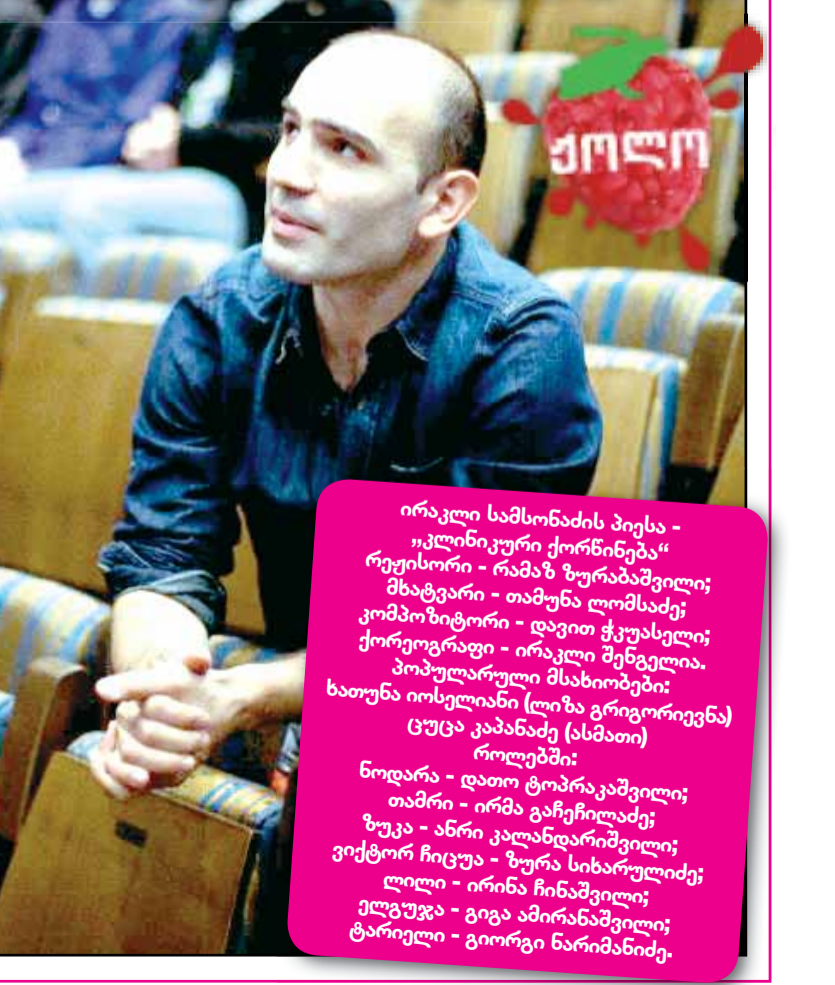 ჟოლო
ირაკლი სამსონაძის პიესა -
„კლინიკური ქორწინება“
რეჟისორი - რამაზ ზურაბაშვილი;
მხატვარი - თამუნა ლომსაძე;
კომპოზიტორი - დავით ჭკუასელი;
ქორეოგრაფი - ირაკლი შენგელია.
პოპულარული მსახიობები:
ხათუნა იოსელიანი (ლიზა გრიგორიევნა)
ცუცა კაპანაძე (ასმათი)
როლებში:
ნოდარა - დათო ტოპრაკაშვილი;
თამრი - ირმა გაჩეჩილაძე;
ზუკა - ანრი კალანდარიშვილი;
ვიქტორ ჩიცუა - ზურა სიხარულიძე;
ლილი - ირინა ჩინაშვილი;
ელგუჯა - გიგა ამირანაშვილი;
ტარიელი - გიორგი ნარიმანიძე.